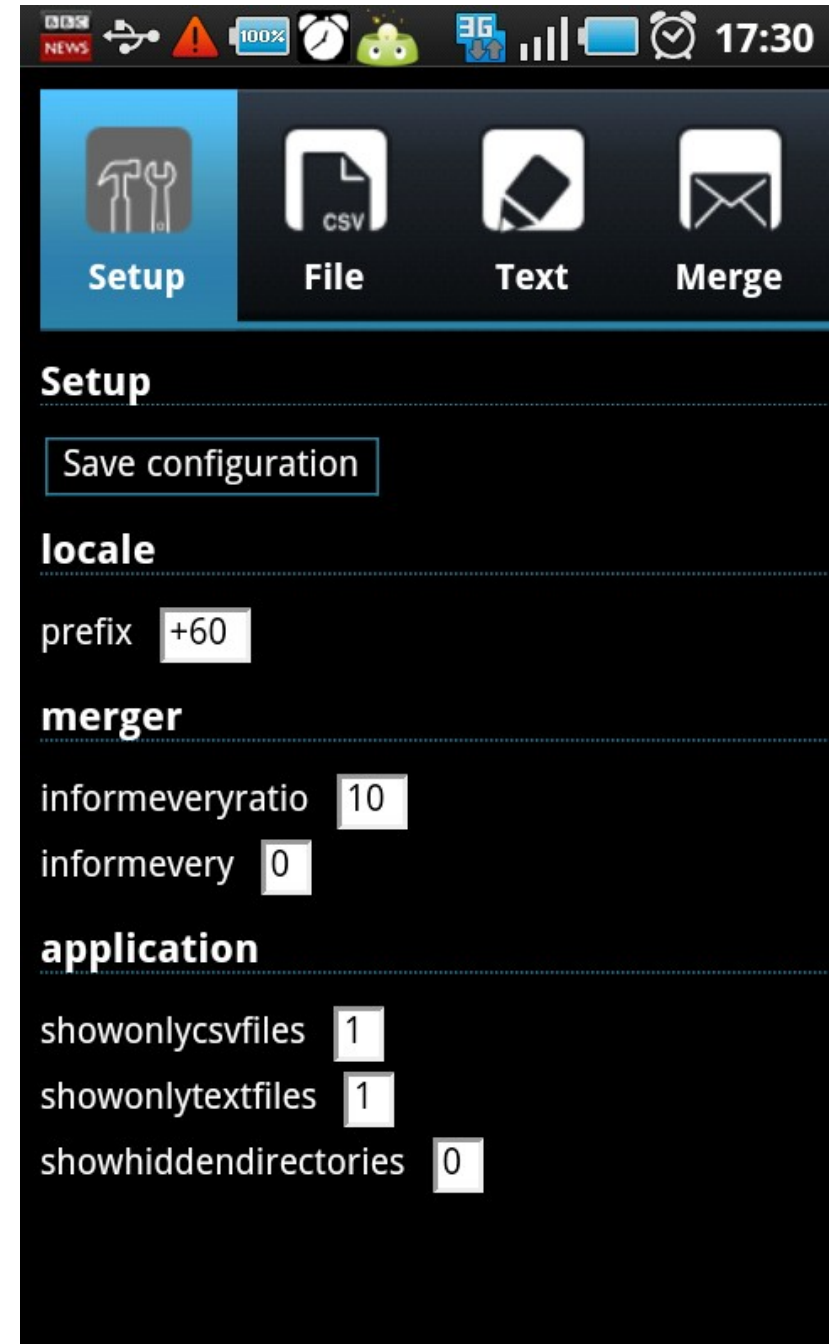 BBC
NEWS
100%
3G
17:30
CSV
Setup
File
Text
Merge
Setup
Save configuration
locale
prefix +60
merger
informeveryratio 10
informevery 0
application
showonlycsvfiles 1
showonlytextfiles 1
showhiddendirectories 0